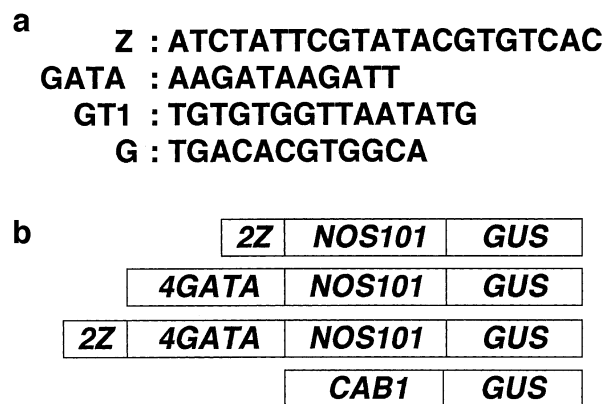 a
Z : ATCTATTCGTATACGTGTCAC
GATA : AAGATAAGATT
GT1 : TGTGTGGTTAATATG
G : TGACACGTGGCA
b
2Z NOS101 GUS
4GATA NOS101 GUS
2Z 4GATA NOS101 GUS
CAB1 GUS